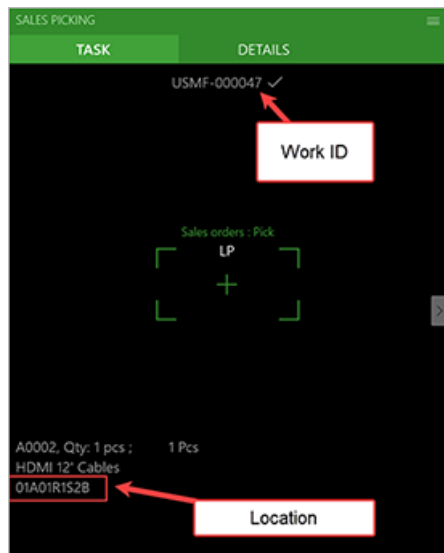 SALES PICKING
TASK DETAILS
USMF-000047
Work ID
Sales orders : Pick
LP
A0002, Qty: 1 pcs ; 1 Pcs
HDMI 12' Cables
01A01R1S2B
Location